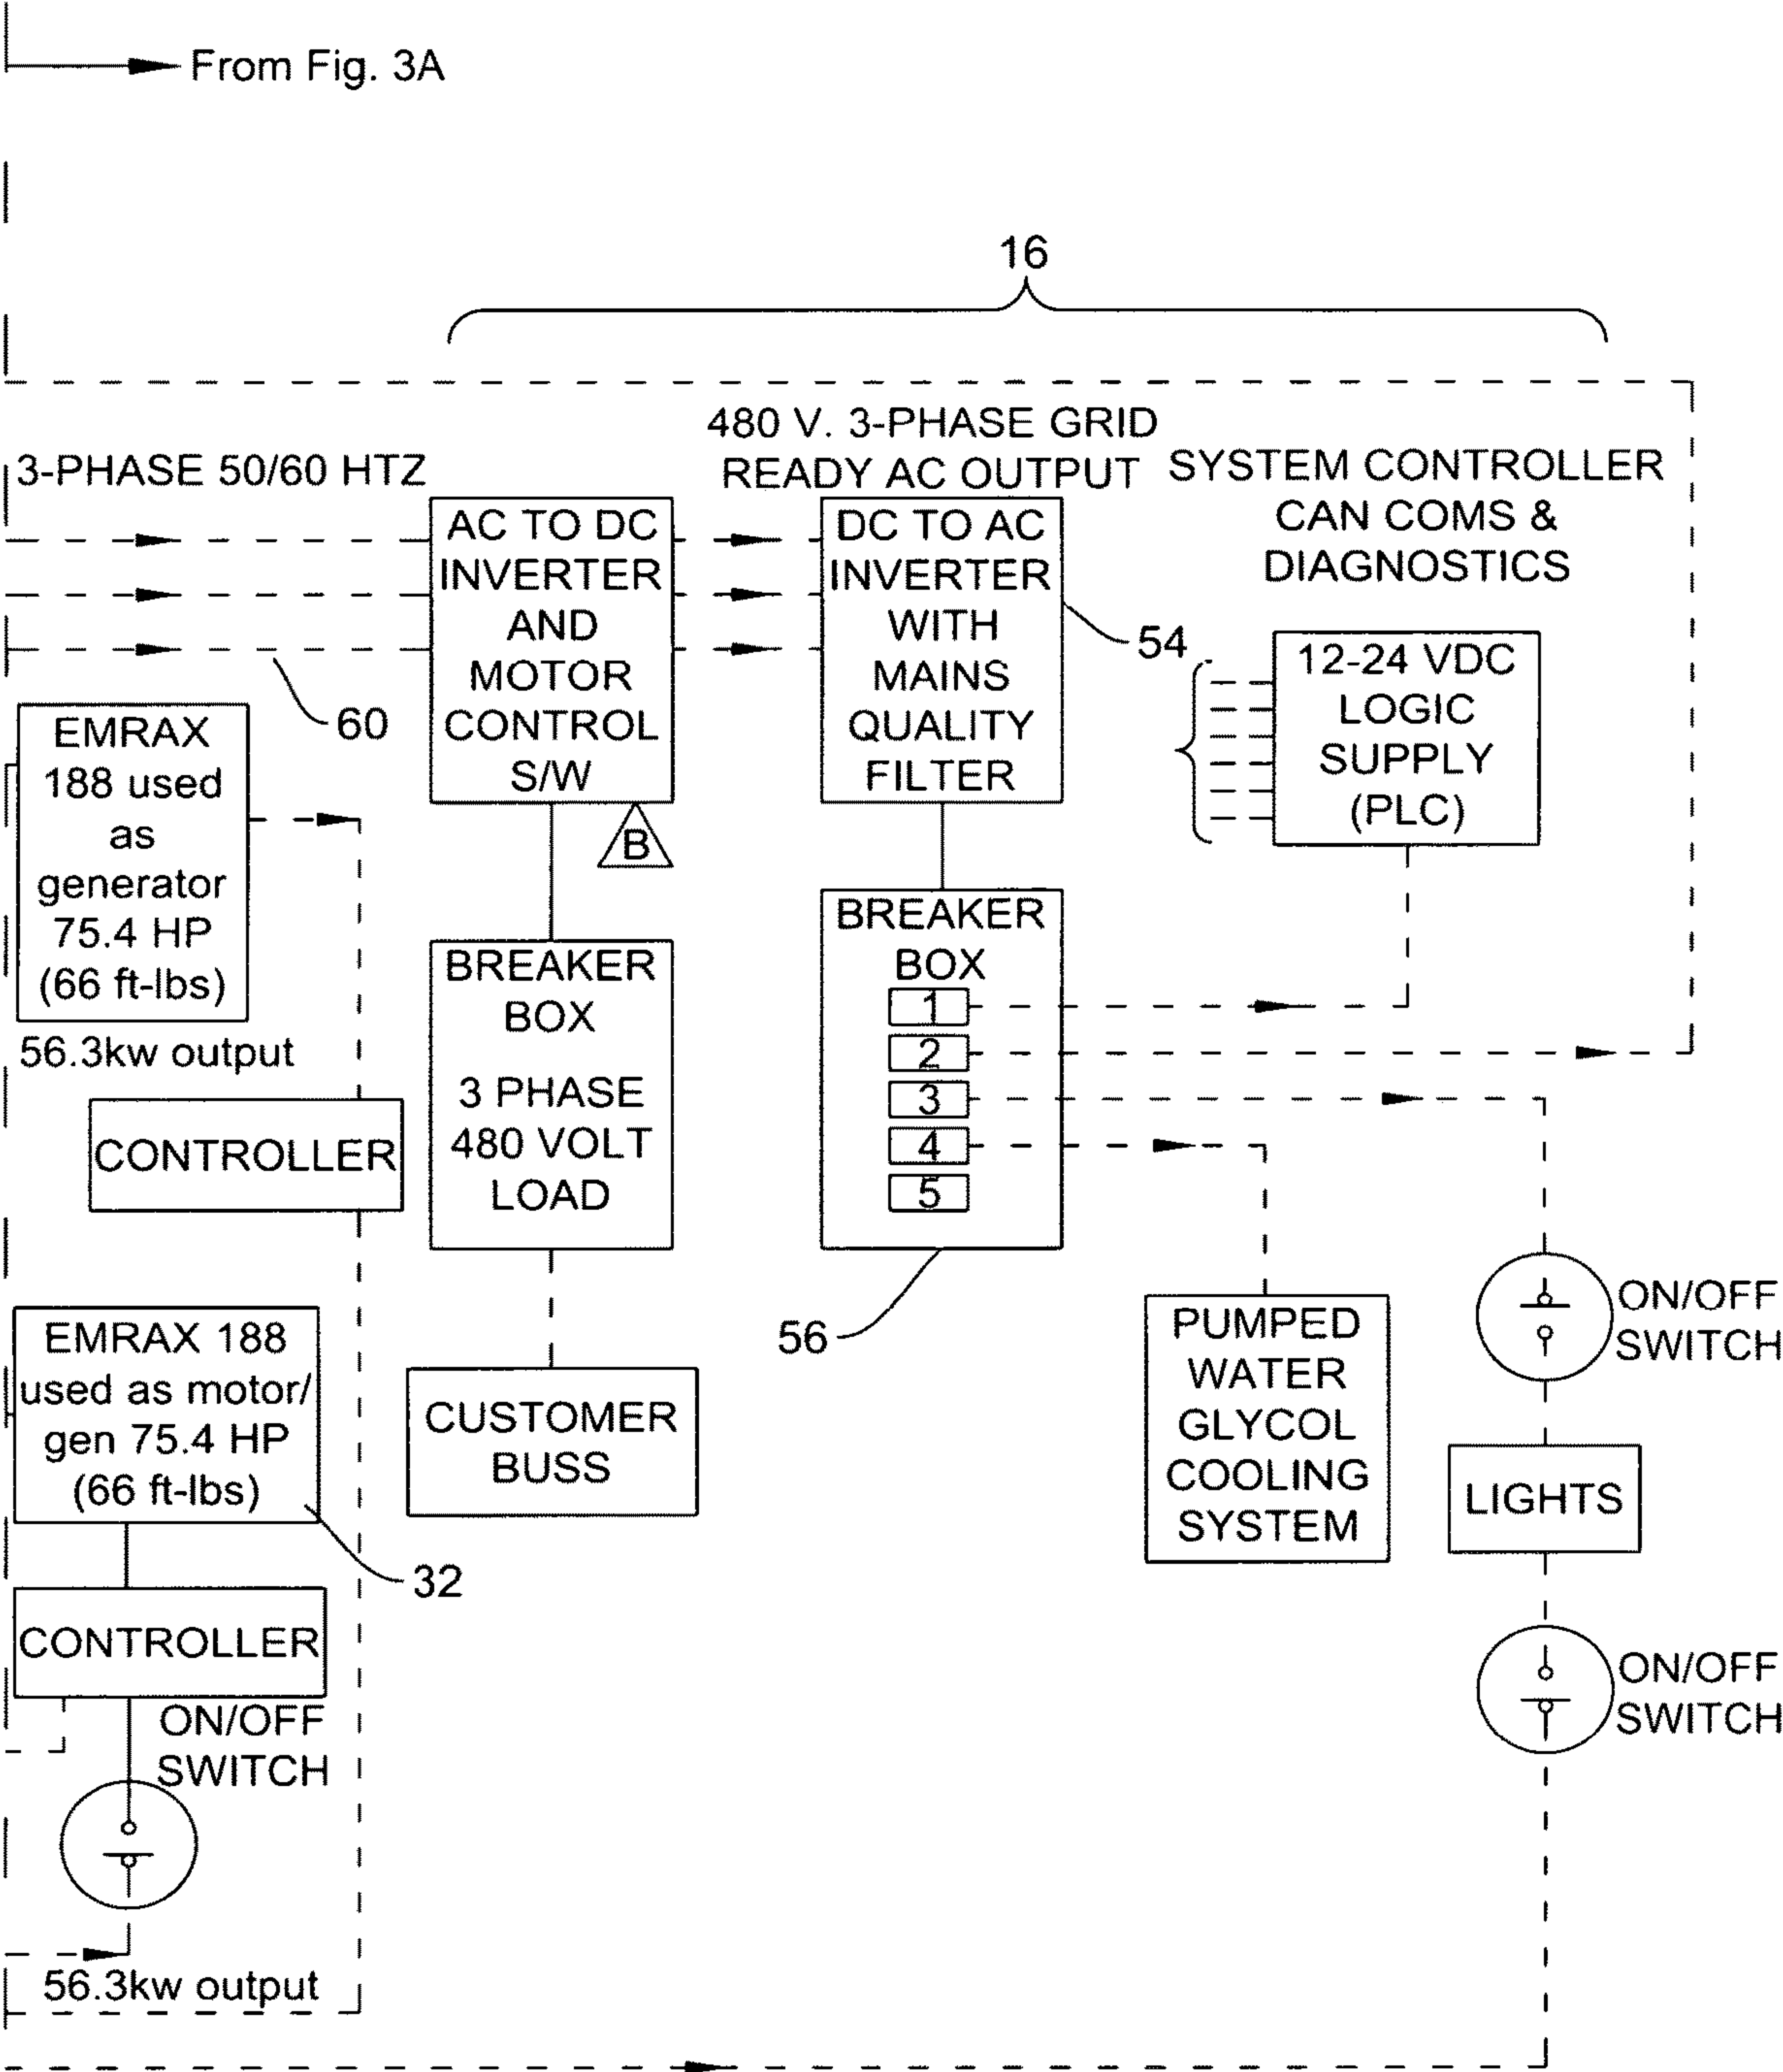 From Fig. 3A
16
480 V. 3-PHASE GRID
READY AC OUTPUT
3-PHASE 50/60 HTZ
SYSTEM CONTROLLER
CAN COMS &
DIAGNOSTICS
AC TO DC
INVERTER
AND
MOTOR
CONTROL
S/W
B
DC TO AC
INVERTER
WITH
MAINS
QUALITY
FILTER
54
12-24 VDC
LOGIC
SUPPLY
(PLC)
60
EMRAX
188 used
as
generator
75.4 HP
(66 ft-lbs)
56.3kw output
CONTROLLER
BREAKER
BOX
3 PHASE
480 VOLT
LOAD
BREAKER
BOX
1
2
3
4
5
56
CUSTOMER
BUSS
PUMPED
WATER
GLYCOL
COOLING
SYSTEM
ON/OFF
SWITCH
LIGHTS
ON/OFF
SWITCH
EMRAX 188
used as motor/
gen 75.4 HP
(66 ft-lbs)
32
CONTROLLER
ON/OFF
SWITCH
56.3kw output